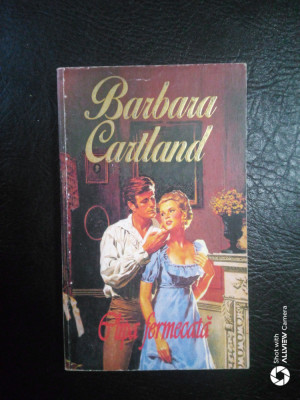 Barbara
Cartland
fermecată
Shot with
ALLVIEW Camera